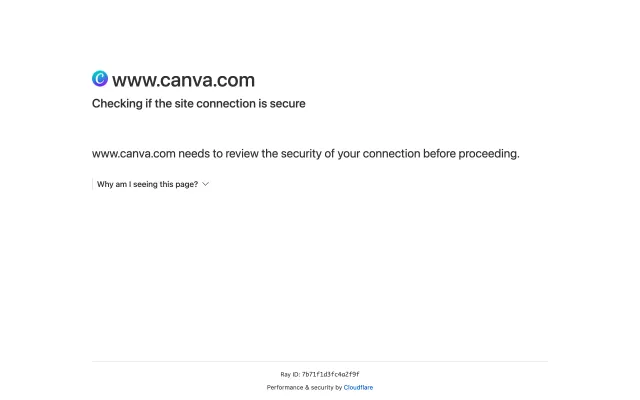 www.canva.com
Checking if the site connection is secure
www.canva.com needs to review the security of your connection before proceeding.
Why am I seeing this page?
Ray ID: 7b71f1d3fc4a2f9f
Performance & security by Cloudflare